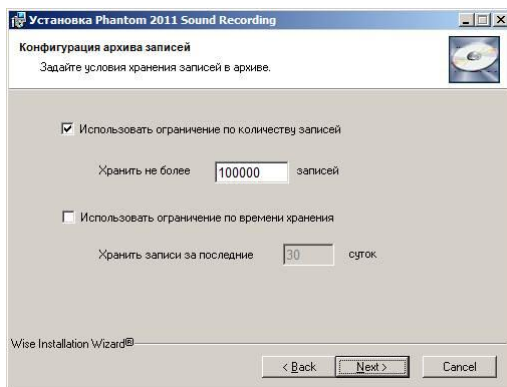 Установка Phantom 2011 Sound Recording
Конфигурация архива записей
Задайте условия хранения записей в архиве.
Использовать ограничение по количеству записей
Хранить не более 100000 записей
Использовать ограничение по времени хранения
Хранить записи за последние 30 суток
Wise Installation Wizard®
< Back Next > Cancel